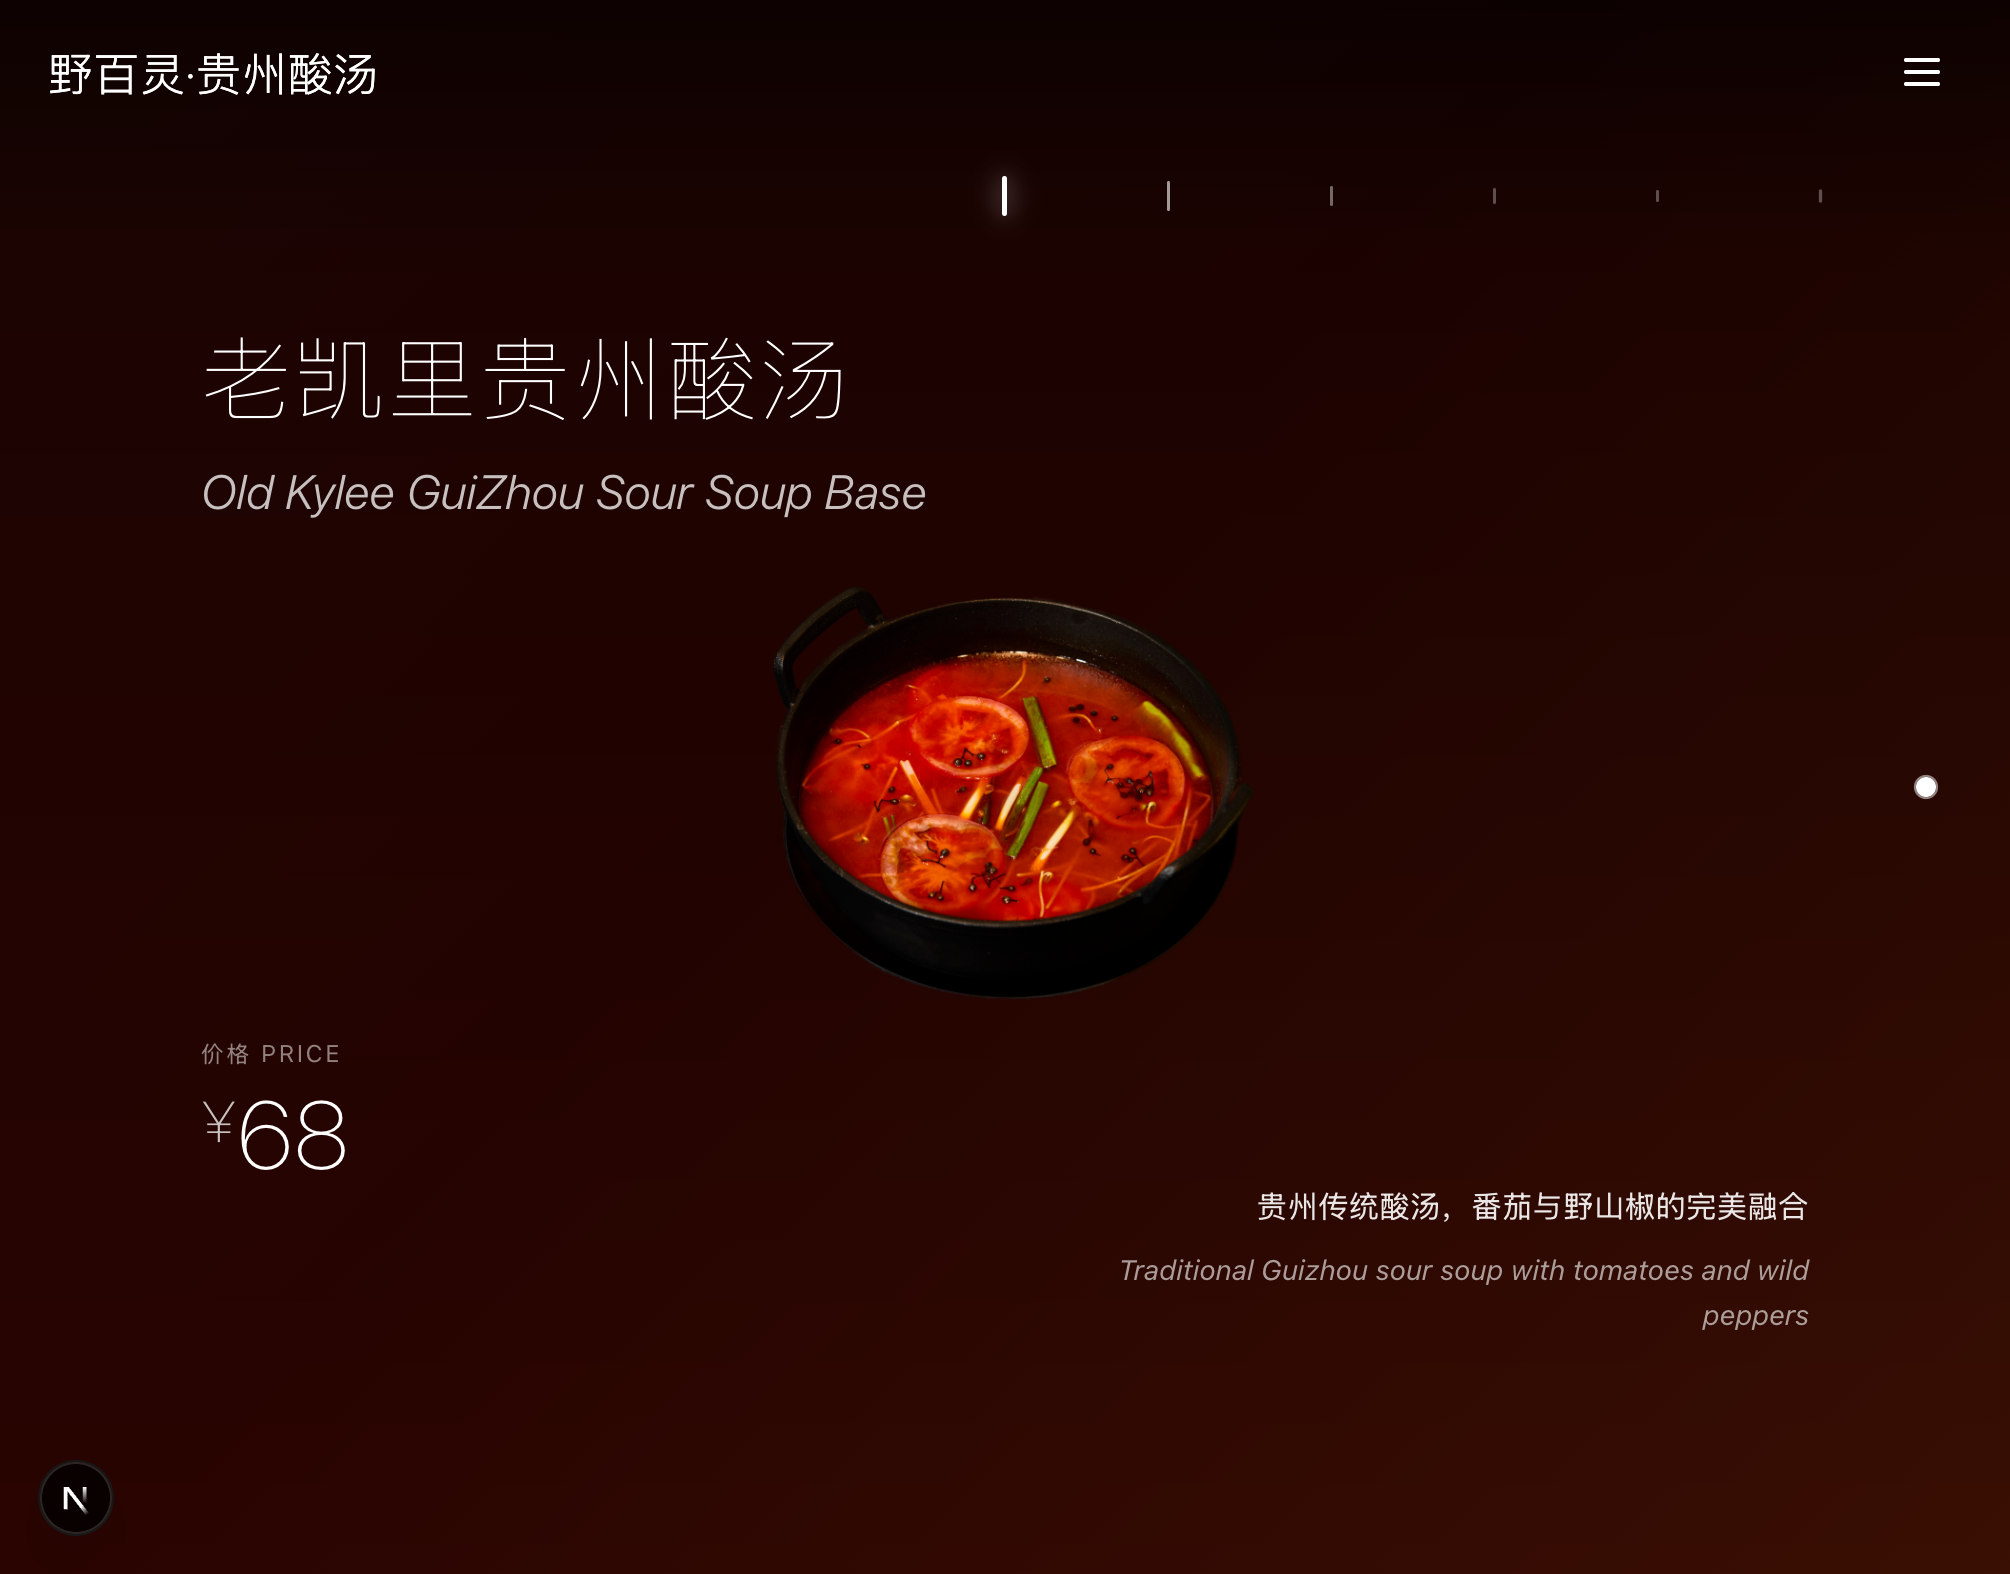 野百灵·贵州酸汤
老凯里贵州酸汤
Old Kylee GuiZhou Sour Soup Base
价格 PRICE
¥68
贵州传统酸汤，番茄与野山椒的完美融合
Traditional Guizhou sour soup with tomatoes and wild
peppers
N